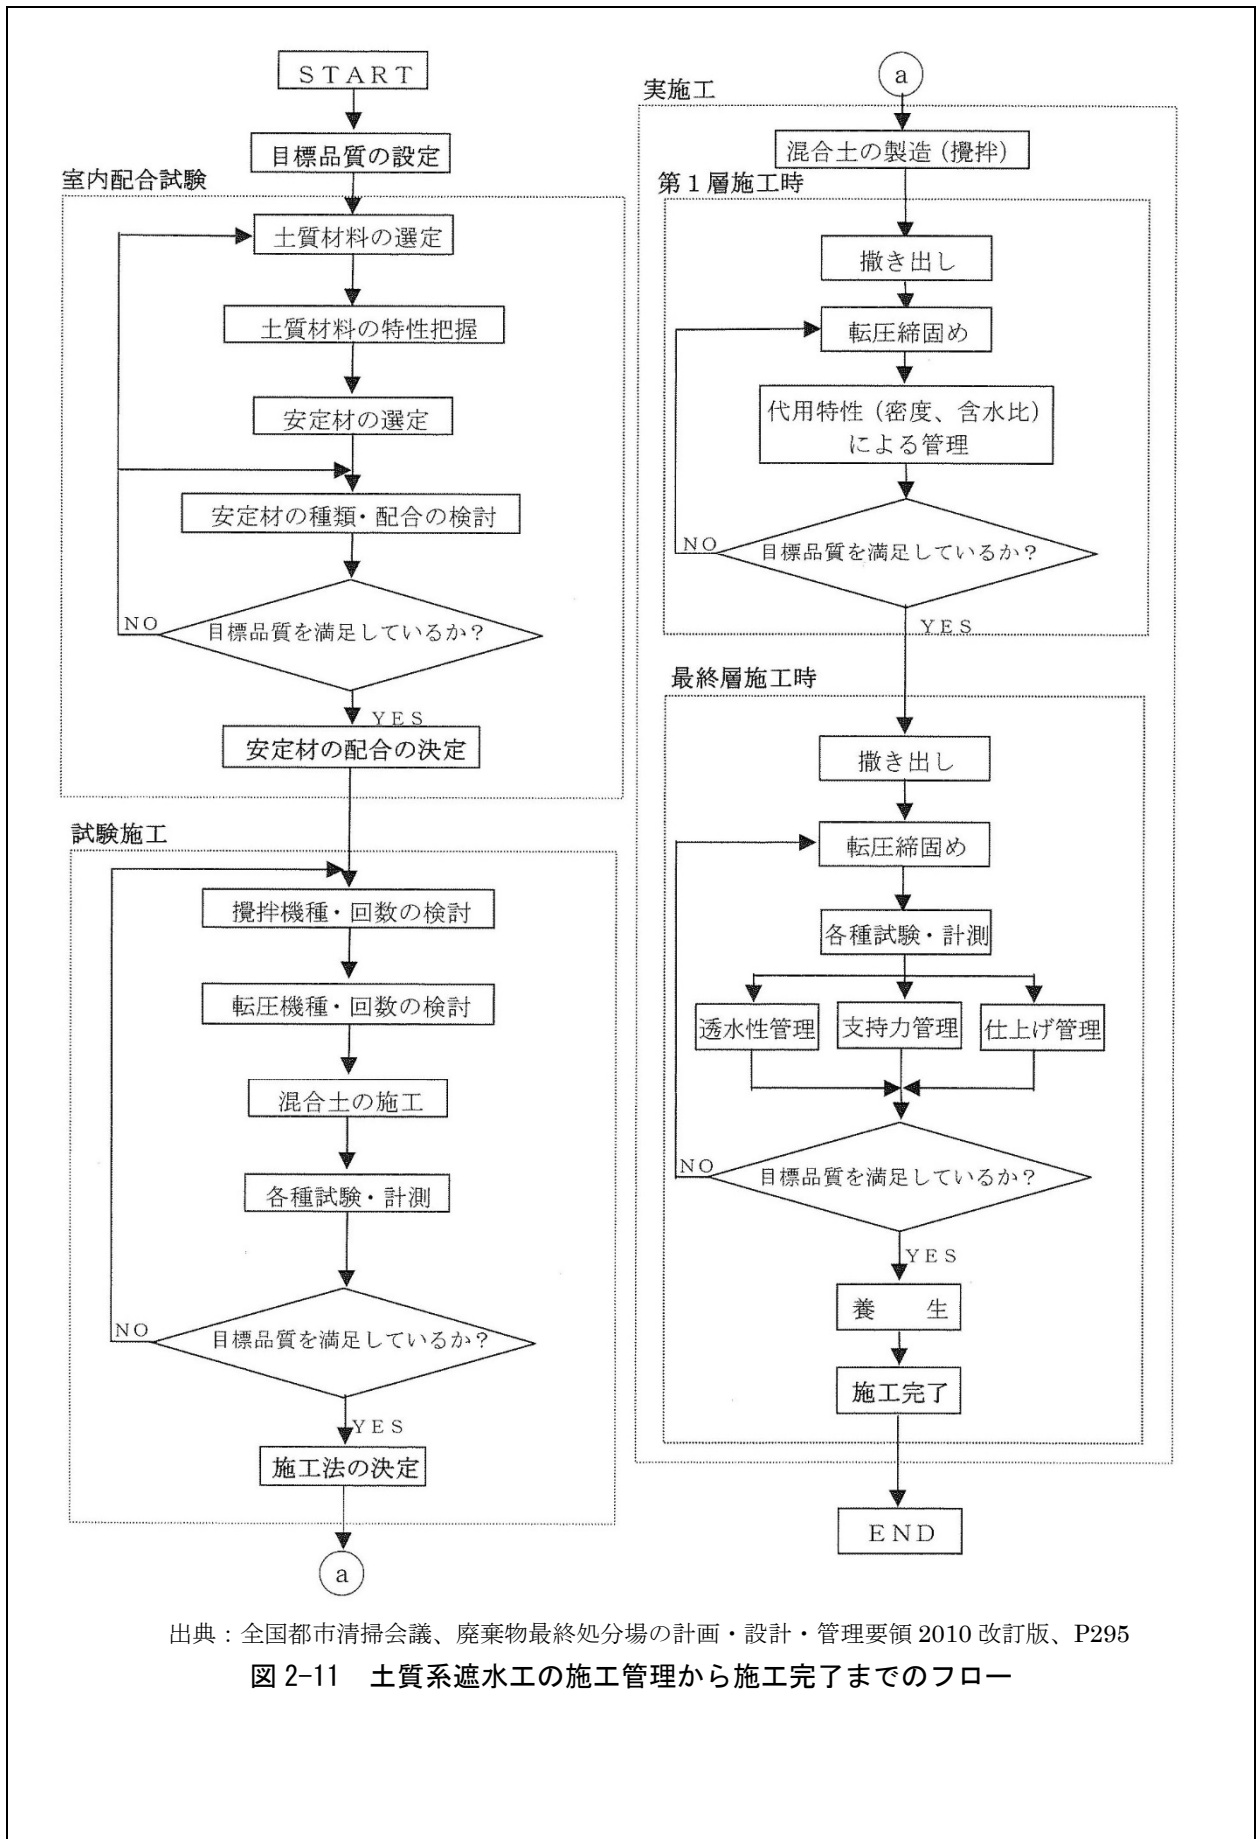 START
目標品質の設定
室内配合試験
土質材料の選定
土質材料の特性把握
安定材の選定
安定材の種類・配合の検討
目標品質を満足しているか?
NO
YES
安定材の配合の決定
試験施工
攪拌機種・回数の検討
転圧機種・回数の検討
混合土の施工
各種試験・計測
目標品質を満足しているか?
NO
YES
施工法の決定
a
a
実施工
混合土の製造(攪拌)
第1層施工時
撒き出し
転圧締固め
代用特性(密度、含水比)
による管理
目標品質を満足しているか?
NO
YES
最終層施工時
撒き出し
転圧締固め
各種試験・計測
透水性管理
支持力管理
仕上げ管理
目標品質を満足しているか?
NO
YES
養 生
施工完了
END
出典:全国都市清掃会議、廃棄物最終処分場の計画・設計・管理要領 2010 改訂版、P295
図 2-11 土質系遮水工の施工管理から施工完了までのフロー